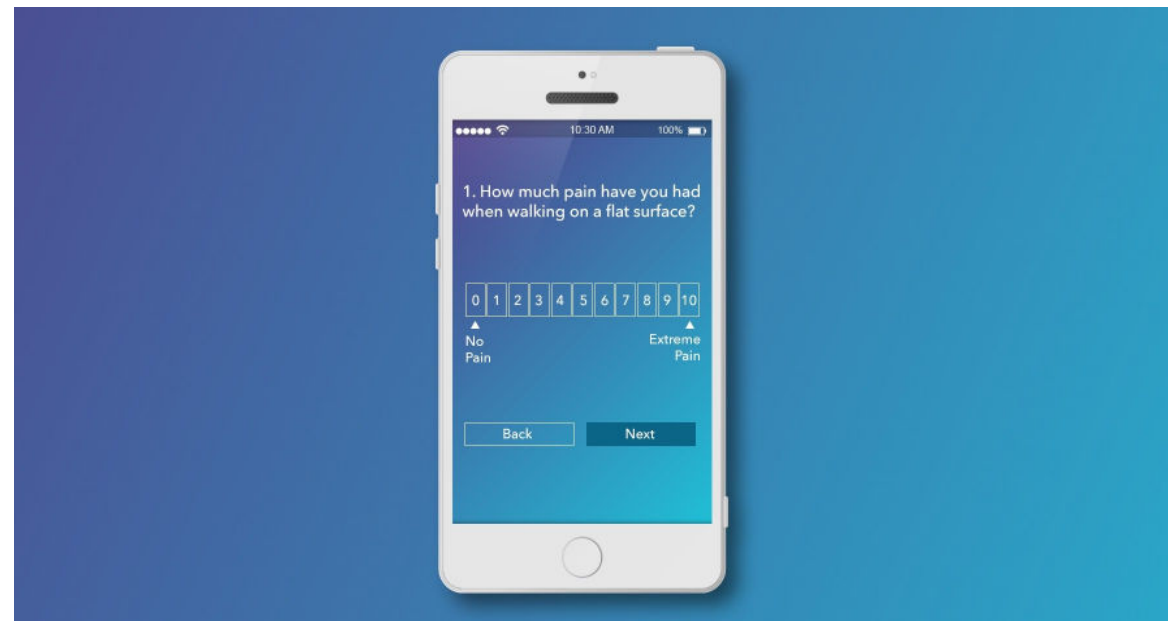 10:30 AM 100%
1. How much pain have you had
when walking on a flat surface?
0 1 2 3 4 5 6 7 8 9 10
No Extreme
Pain Pain
Back Next